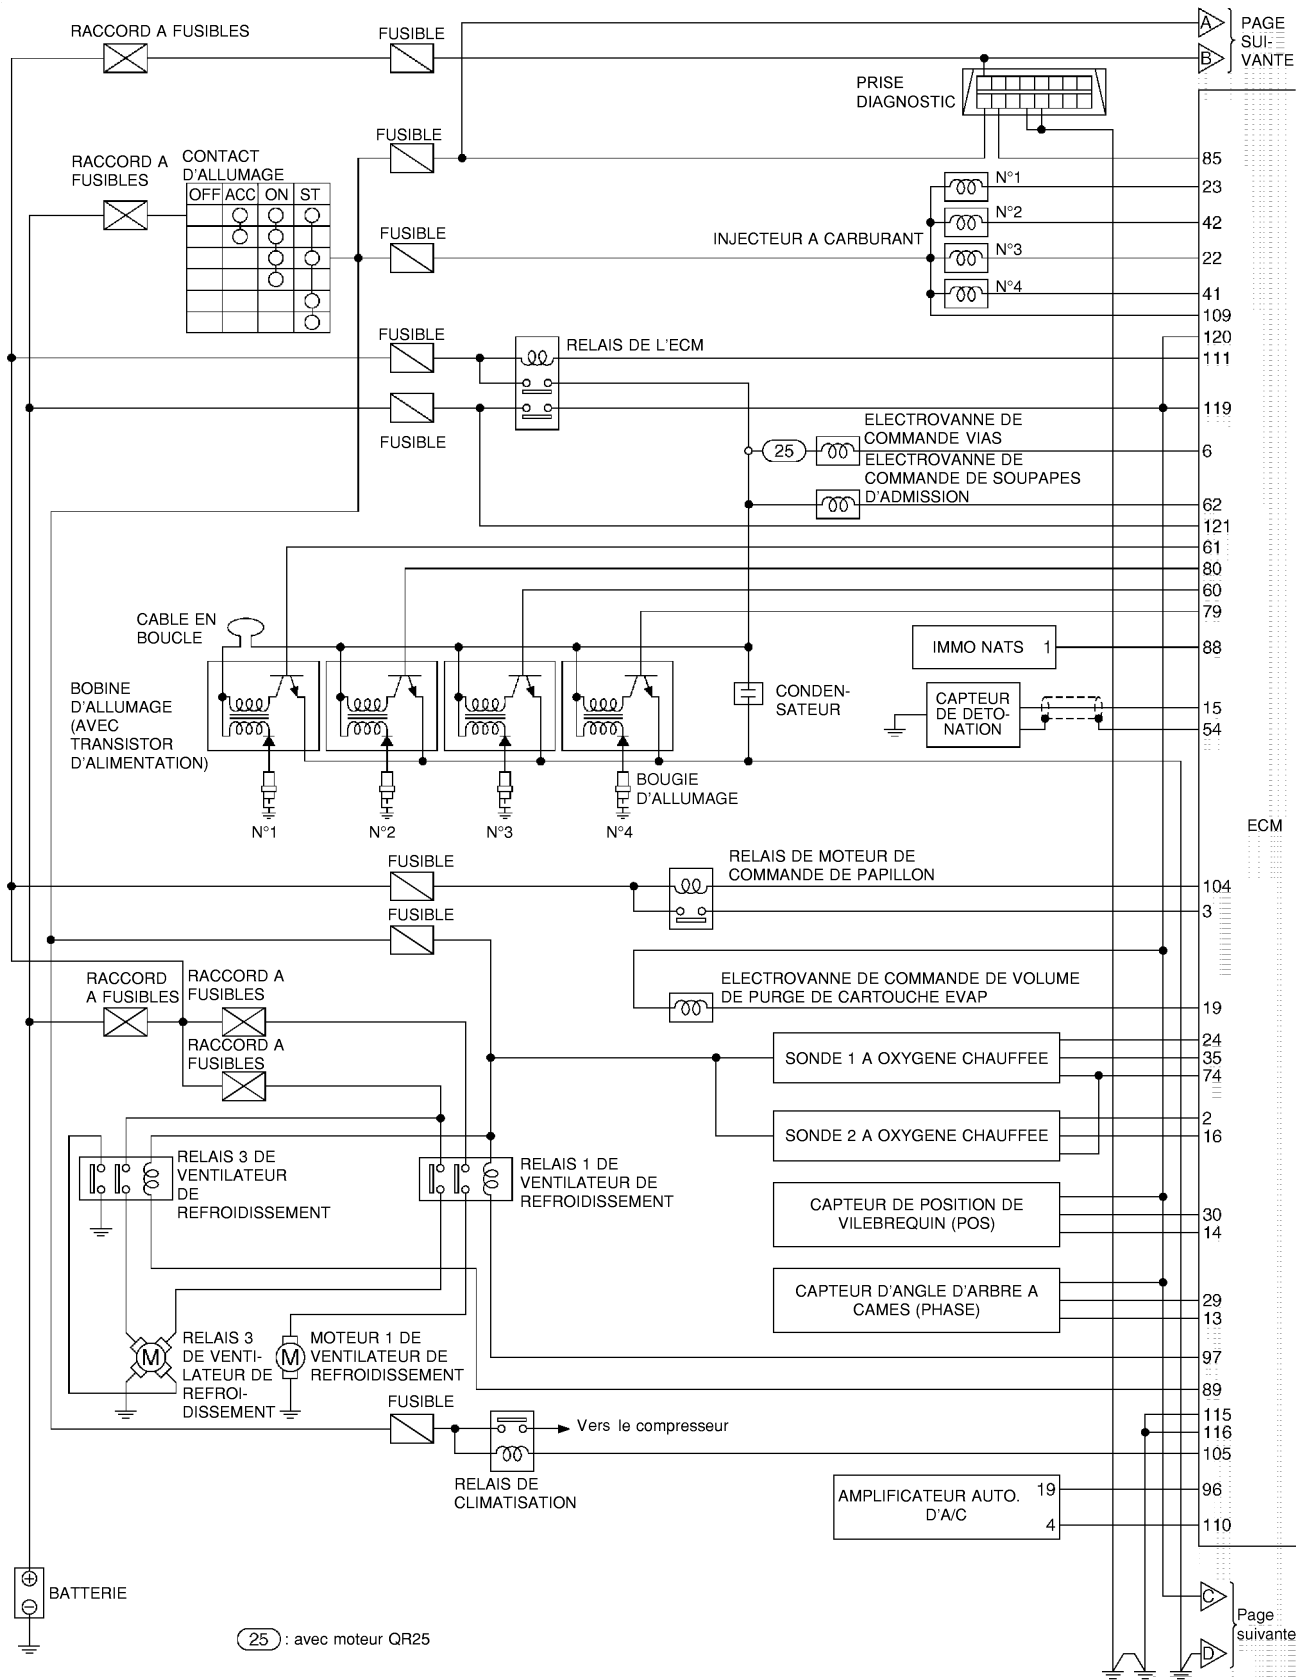 RACCORD A FUSIBLES
FUSIBLE
A
PAGE
SUI-
VANTE
B
PRISE
DIAGNOSTIC
FUSIBLE
85
RACCORD A
FUSIBLES
CONTACT
D'ALLUMAGE
OFF ACC ON ST
N°1
23
N°2
42
FUSIBLE
INJECTEUR A CARBURANT
N°3
22
N°4
41
109
FUSIBLE
RELAIS DE L'ECM
120
111
119
FUSIBLE
ELECTROVANNE DE
COMMANDE VIAS
25
6
ELECTROVANNE DE
COMMANDE DE SOUPAPES
D'ADMISSION
62
121
61
80
60
79
CABLE EN
BOUCLE
IMMO NATS 1
88
BOBINE
D'ALLUMAGE
(AVEC
TRANSISTOR
D'ALIMENTATION)
CONDEN-
SATEUR
CAPTEUR
DE DETO-
NATION
15
54
BOUGIE
D'ALLUMAGE
N°1
N°2
N°3
N°4
ECM
FUSIBLE
RELAIS DE MOTEUR DE
COMMANDE DE PAPILLON
104
3
FUSIBLE
RACCORD
A FUSIBLES
RACCORD A
FUSIBLES
ELECTROVANNE DE COMMANDE DE VOLUME
DE PURGE DE CARTOUCHE EVAP
19
RACCORD A
FUSIBLES
SONDE 1 A OXYGENE CHAUFFEE
24
35
74
SONDE 2 A OXYGENE CHAUFFEE
2
16
RELAIS 3 DE
VENTILATEUR
DE
REFROIDISSEMENT
RELAIS 1 DE
VENTILATEUR DE
REFROIDISSEMENT
CAPTEUR DE POSITION DE
VILEBREQUIN (POS)
30
14
CAPTEUR D'ANGLE D'ARBRE A
CAMES (PHASE)
29
13
M
RELAIS 3
DE VENTI-
LATEUR DE
REFROI-
DISSEMENT
M
MOTEUR 1 DE
VENTILATEUR DE
REFROIDISSEMENT
97
89
FUSIBLE
115
116
105
Vers le compresseur
RELAIS DE
CLIMATISATION
AMPLIFICATEUR AUTO.
D'A/C
19
4
96
110
BATTERIE
C
Page
suivante
D
25 : avec moteur QR25